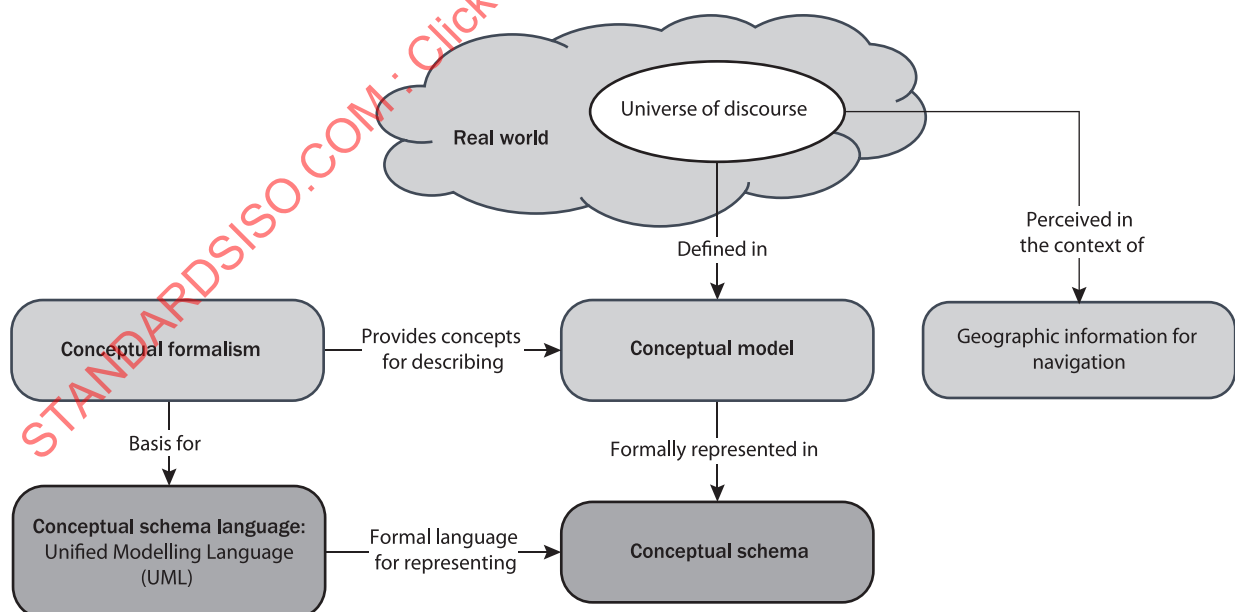 STANDARDSISO.COM : Click
Universe of discourse
Real world
Perceived in
the context of
Defined in
Conceptual formalism
Provides concepts
for describing
Conceptual model
Geographic information for
navigation
Basis for
Formally represented in
Conceptual schema language:
Unified Modelling Language
(UML)
Formal language
for representing
Conceptual schema